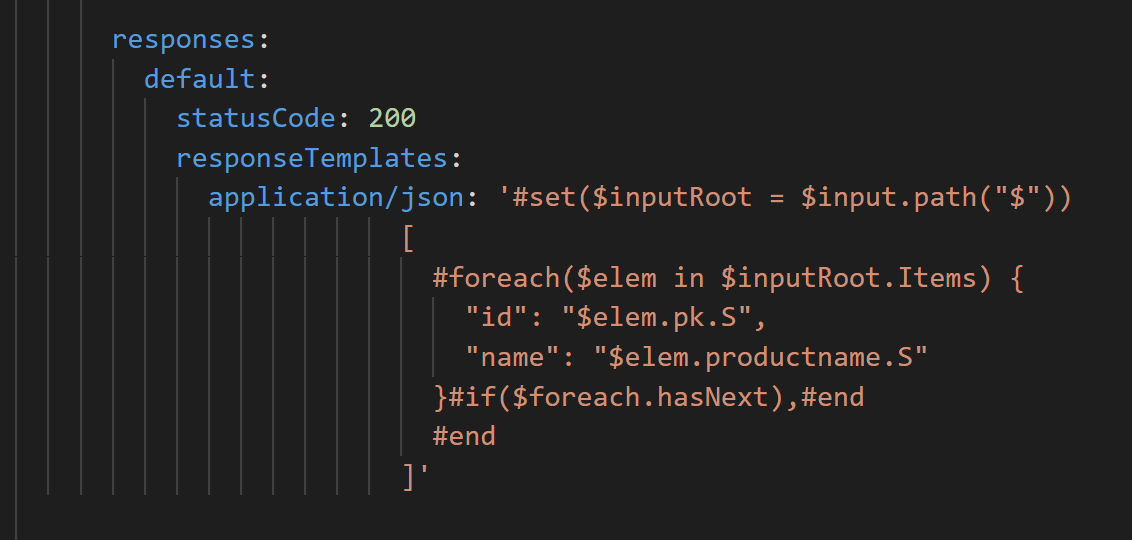 responses:
default:
statusCode: 200
responseTemplates:
application/json: '#set($inputRoot = $input.path("$"))
[
#foreach($elem in $inputRoot.Items) {
"id": "$elem.pk.S",
"name": "$elem.productname.S"
}#if($foreach.hasNext),#end
#end
]'